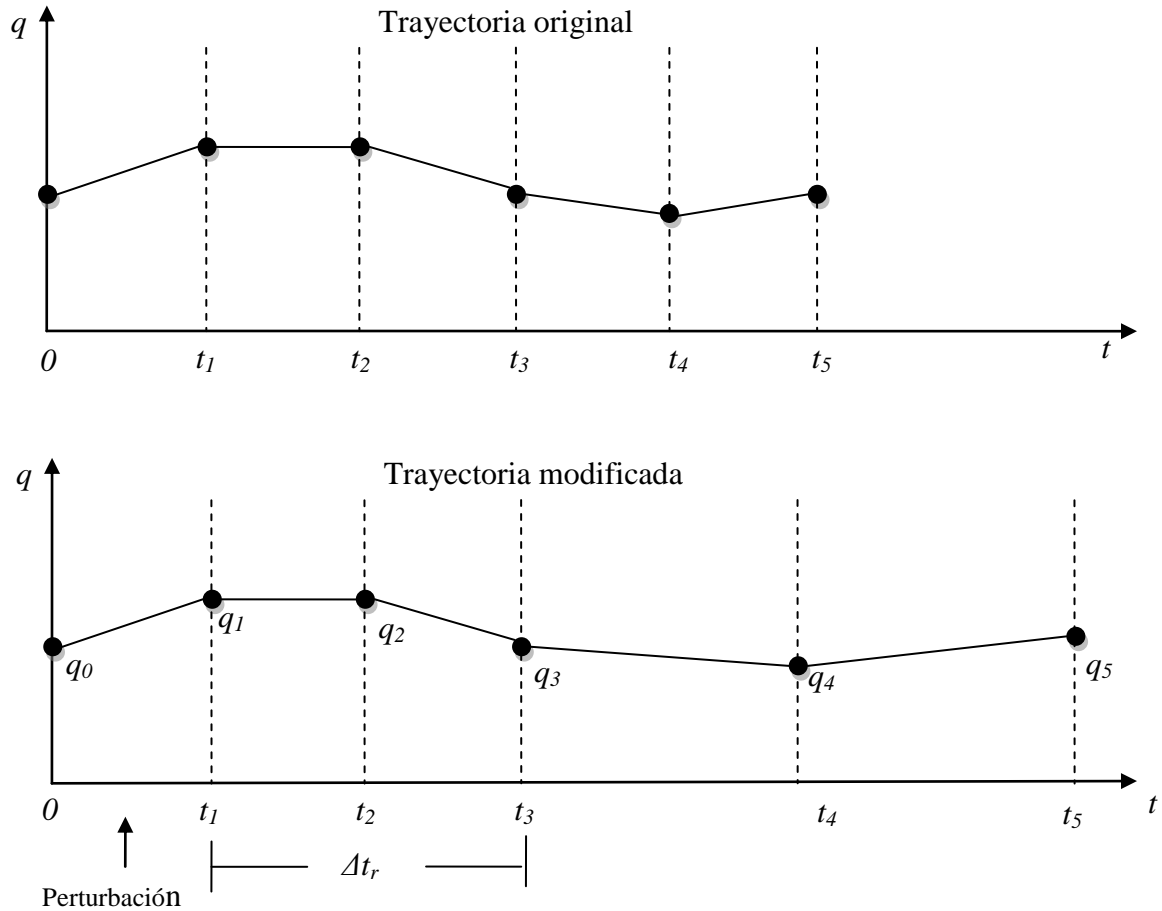 Trayectoria original
q
0 t₁ t₂ t₃ t₄ t₅ t
Trayectoria modificada
q
q₀ q₁ q₂ q₃ q₄ q₅
0 t₁ t₂ t₃ t₄ t₅ t
Δtᵣ
Perturbación